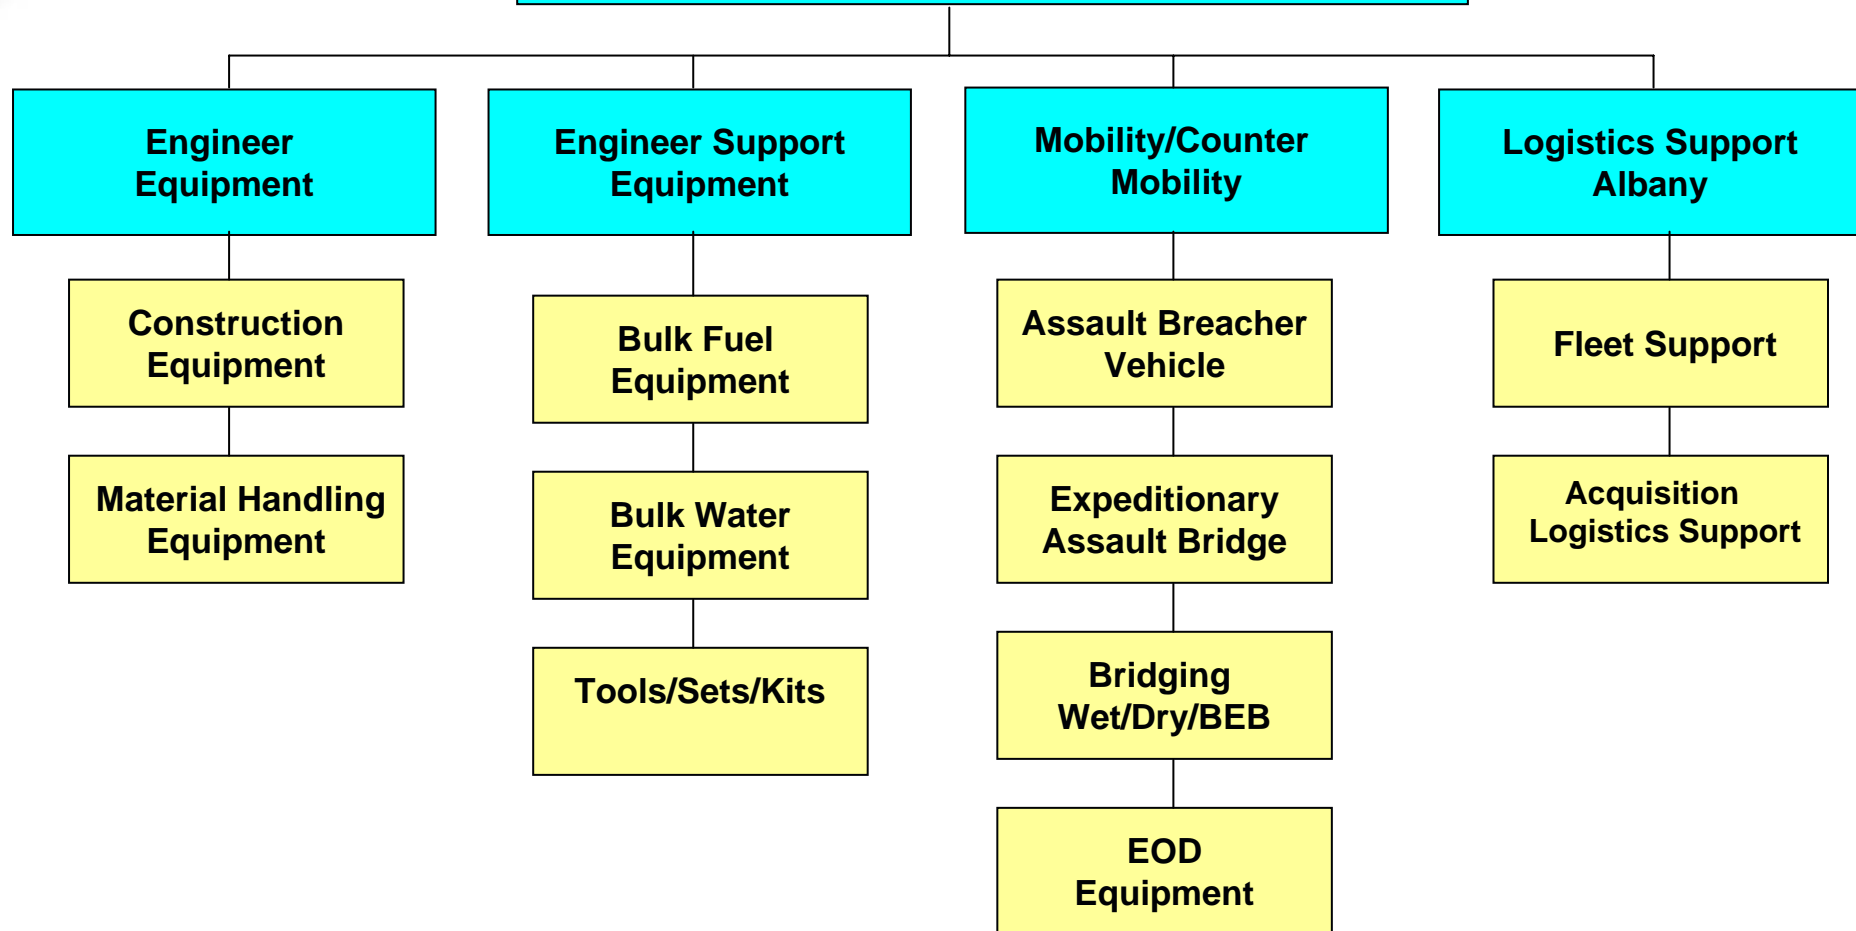 Engineer
Equipment
Engineer Support
Equipment
Mobility/Counter
Mobility
Logistics Support
Albany
Construction
Equipment
Material Handling
Equipment
Bulk Fuel
Equipment
Bulk Water
Equipment
Tools/Sets/Kits
Assault Breacher
Vehicle
Expeditionary
Assault Bridge
Bridging
Wet/Dry/BEB
EOD
Equipment
Fleet Support
Acquisition
Logistics Support